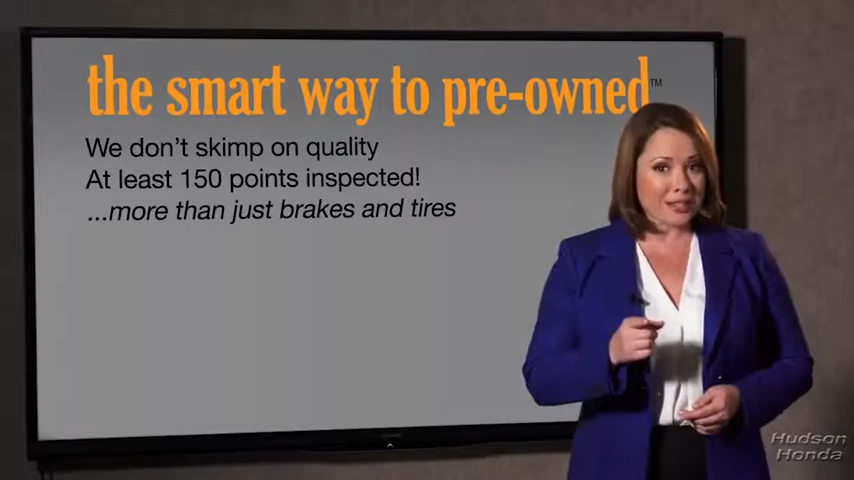 the smart way to pre-owned™
We don't skimp on quality
At least 150 points inspected!
...more than just brakes and tires
Hudson
Honda